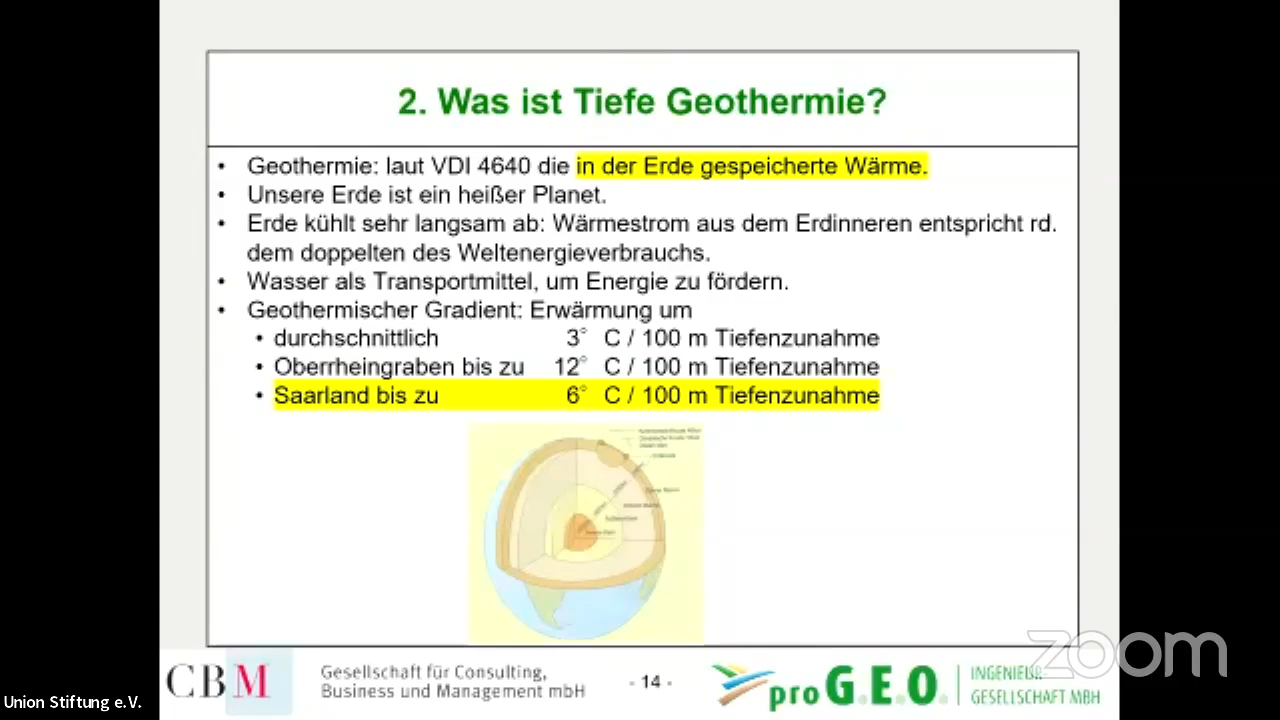 2. Was ist Tiefe Geothermie?
• Geothermie: laut VDI 4640 die in der Erde gespeicherte Wärme.
• Unsere Erde ist ein heißer Planet.
• Erde kühlt sehr langsam ab: Wärmestrom aus dem Erdinneren entspricht rd.
dem doppelten des Weltenergieverbrauchs.
• Wasser als Transportmittel, um Energie zu fördern.
• Geothermischer Gradient: Erwärmung um
• durchschnittlich 3° C / 100 m Tiefenzunahme
• Oberrheingraben bis zu 12° C / 100 m Tiefenzunahme
• Saarland bis zu 6° C / 100 m Tiefenzunahme
CBM
Gesellschaft für Consulting,
Business und Management mbH
- 14 -
pro G.E.O.
INGENIEUR-
GESELLSCHAFT MBH
zoom
Union Stiftung e.V.